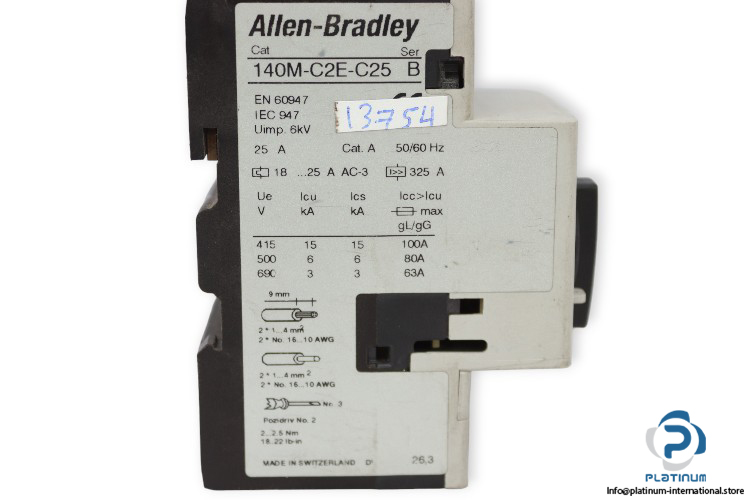 Allen-Bradley
Cat Ser
140M-C2E-C25 B
EN 60947
IEC 947
Uimp. 6kV
13754
25 A Cat. A 50/60 Hz
18 ...25 A AC-3 I>> 325 A
Ue Icu Ics Icc>Icu
V kA kA max
gL/gG
415 15 15 100A
500 6 6 80A
690 3 3 63A
9 mm
2 * 1...4 mm²
2 * No. 16...10 AWG
2 * 1...4 mm²
2 * No. 16...10 AWG
No. 3
Pozidriv No. 2
2...2.5 Nm
18..22 lb-in
MADE IN SWITZERLAND 26.3
PLATINUM
INTERNATIONAL
Info@platinum-international.store